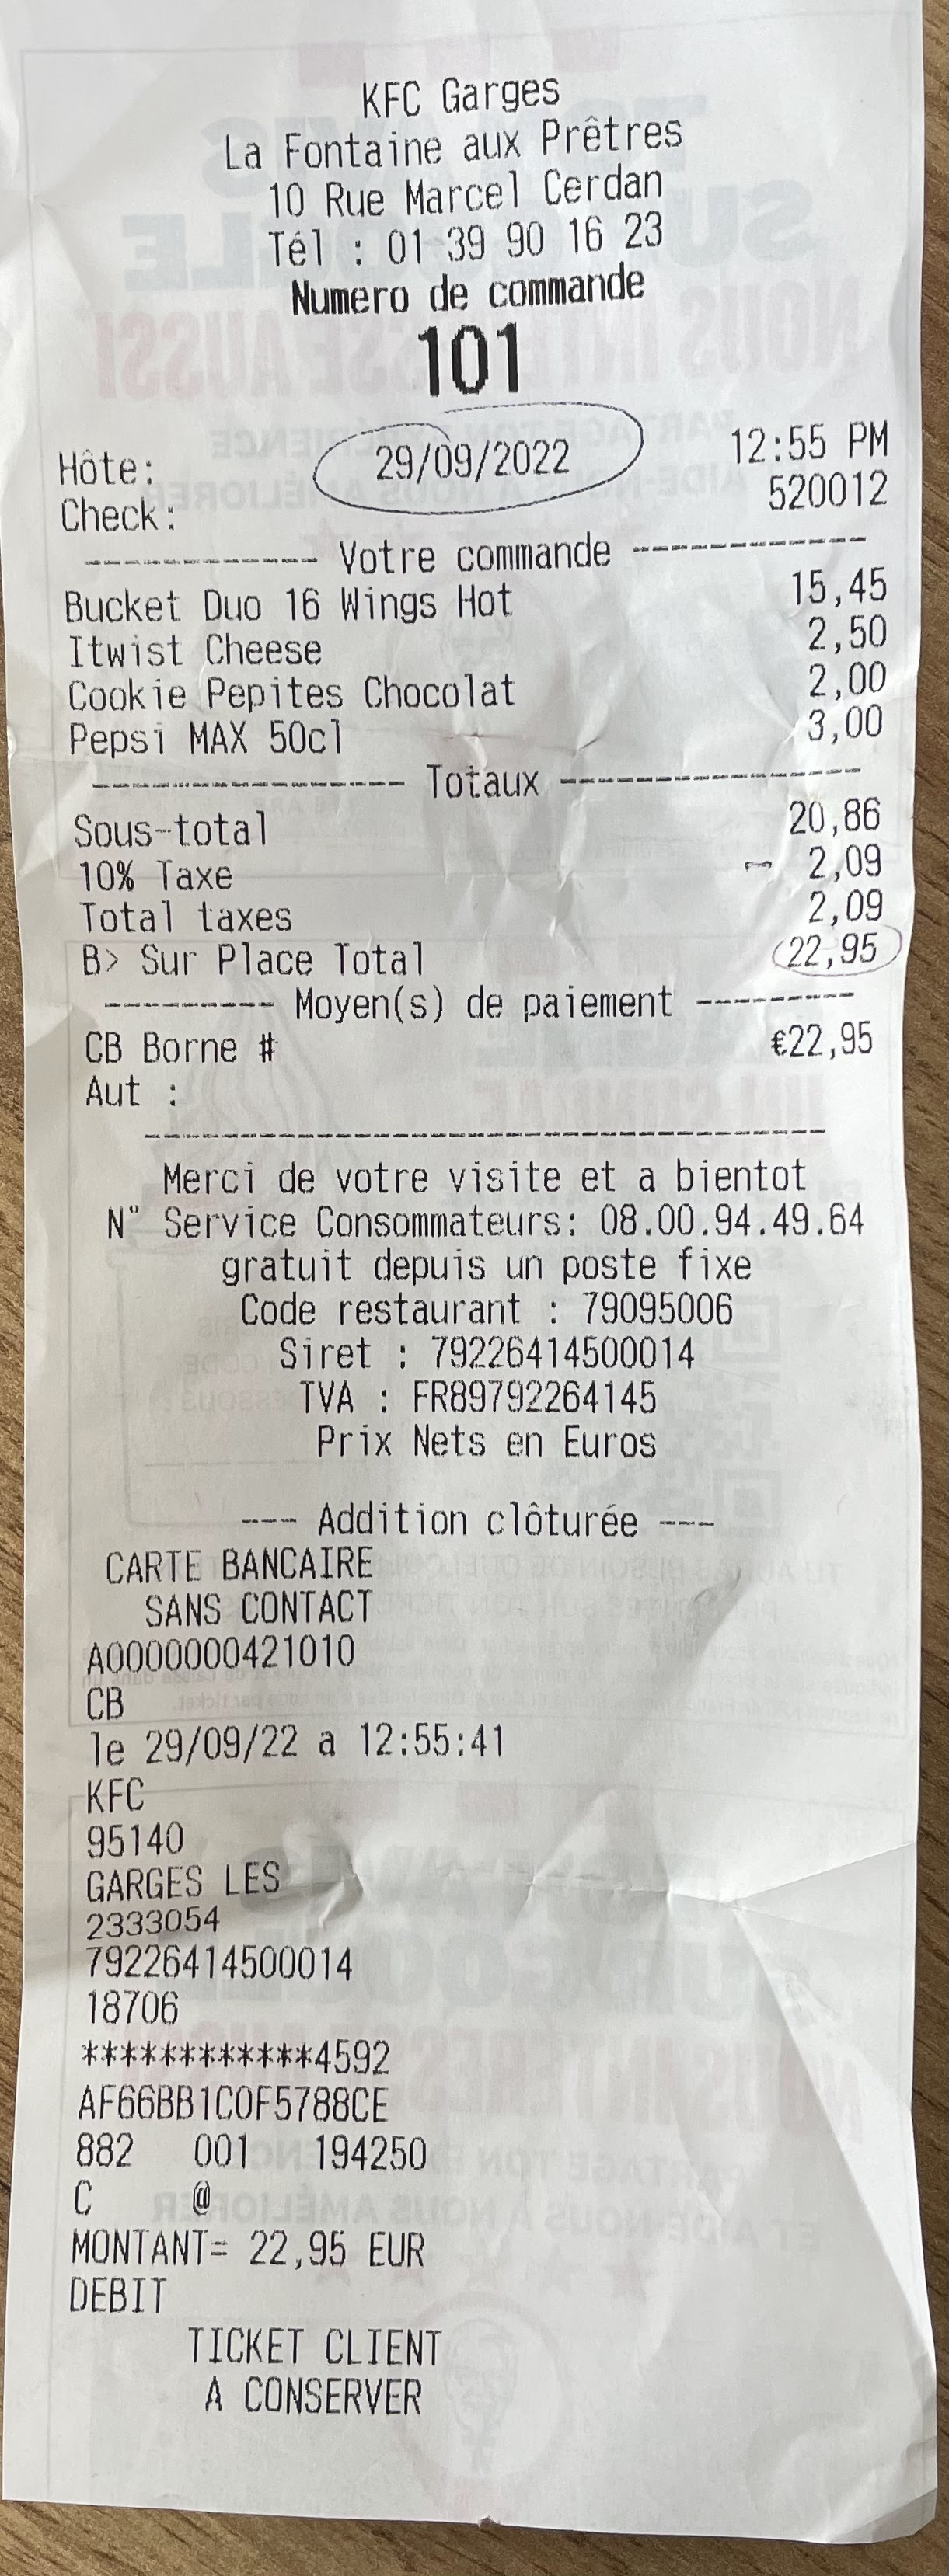 KFC Garges
La Fontaine aux Prêtres
10 Rue Marcel Cerdan
Tél : 01 39 90 16 23
Numero de commande
101
Hôte: 29/09/2022 12:55 PM
Check: 520012
Votre commande
Bucket Duo 16 Wings Hot 15,45
Itwist Cheese 2,50
Cookie Pepites Chocolat 2,00
Pepsi MAX 50cl 3,00
Totaux
Sous-total 20,86
10% Taxe 2,09
Total taxes 2,09
B> Sur Place Total 22,95
Moyen(s) de paiement
CB Borne # €22,95
Aut :
Merci de votre visite et a bientot
N° Service Consommateurs: 08.00.94.49.64
gratuit depuis un poste fixe
Code restaurant : 79095006
Siret : 79226414500014
TVA : FR89792264145
Prix Nets en Euros
--- Addition clôturée ---
CARTE BANCAIRE
SANS CONTACT
A0000000421010
CB
le 29/09/22 a 12:55:41
KFC
95140
GARGES LES
2333054
79226414500014
18706
************4592
AF66BB1C0F5788CE
882 001 194250
C @
MONTANT= 22,95 EUR
DEBIT
TICKET CLIENT
A CONSERVER